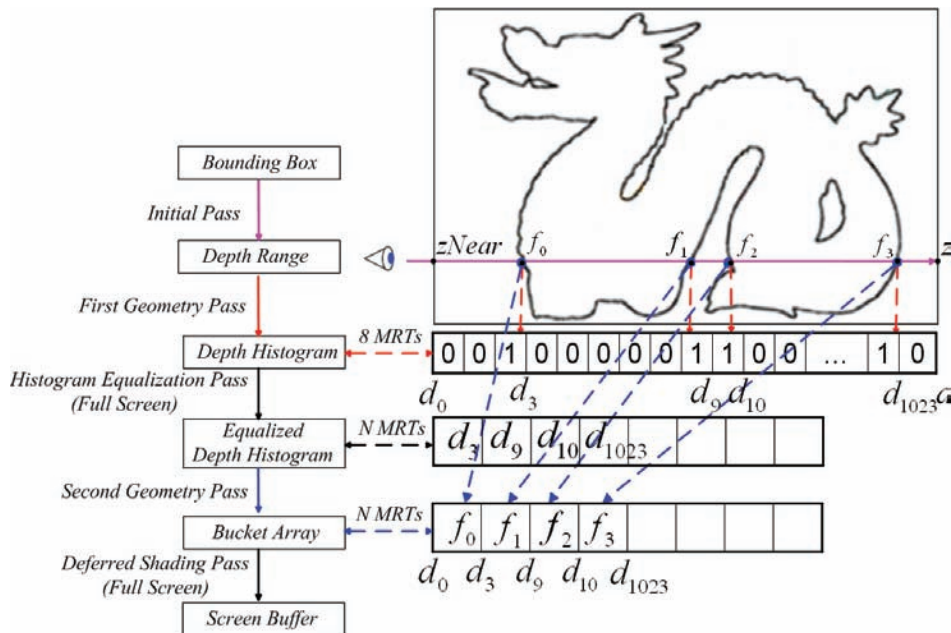 Bounding Box
Initial Pass
zNear f0 f1 f2 f3 z
Depth Range
First Geometry Pass
8 MRTs
Depth Histogram
0 0 1 0 0 0 0 0 1 1 0 0 ... 1 0
Histogram Equalization Pass
(Full Screen)
d0 d3 d9 d10 d1023
N MRTs
Equalized
Depth Histogram
d3 d9 d10 d1023
Second Geometry Pass
N MRTs
Bucket Array
f0 f1 f2 f3
Deferred Shading Pass
(Full Screen)
d0 d3 d9 d10 d1023
Screen Buffer